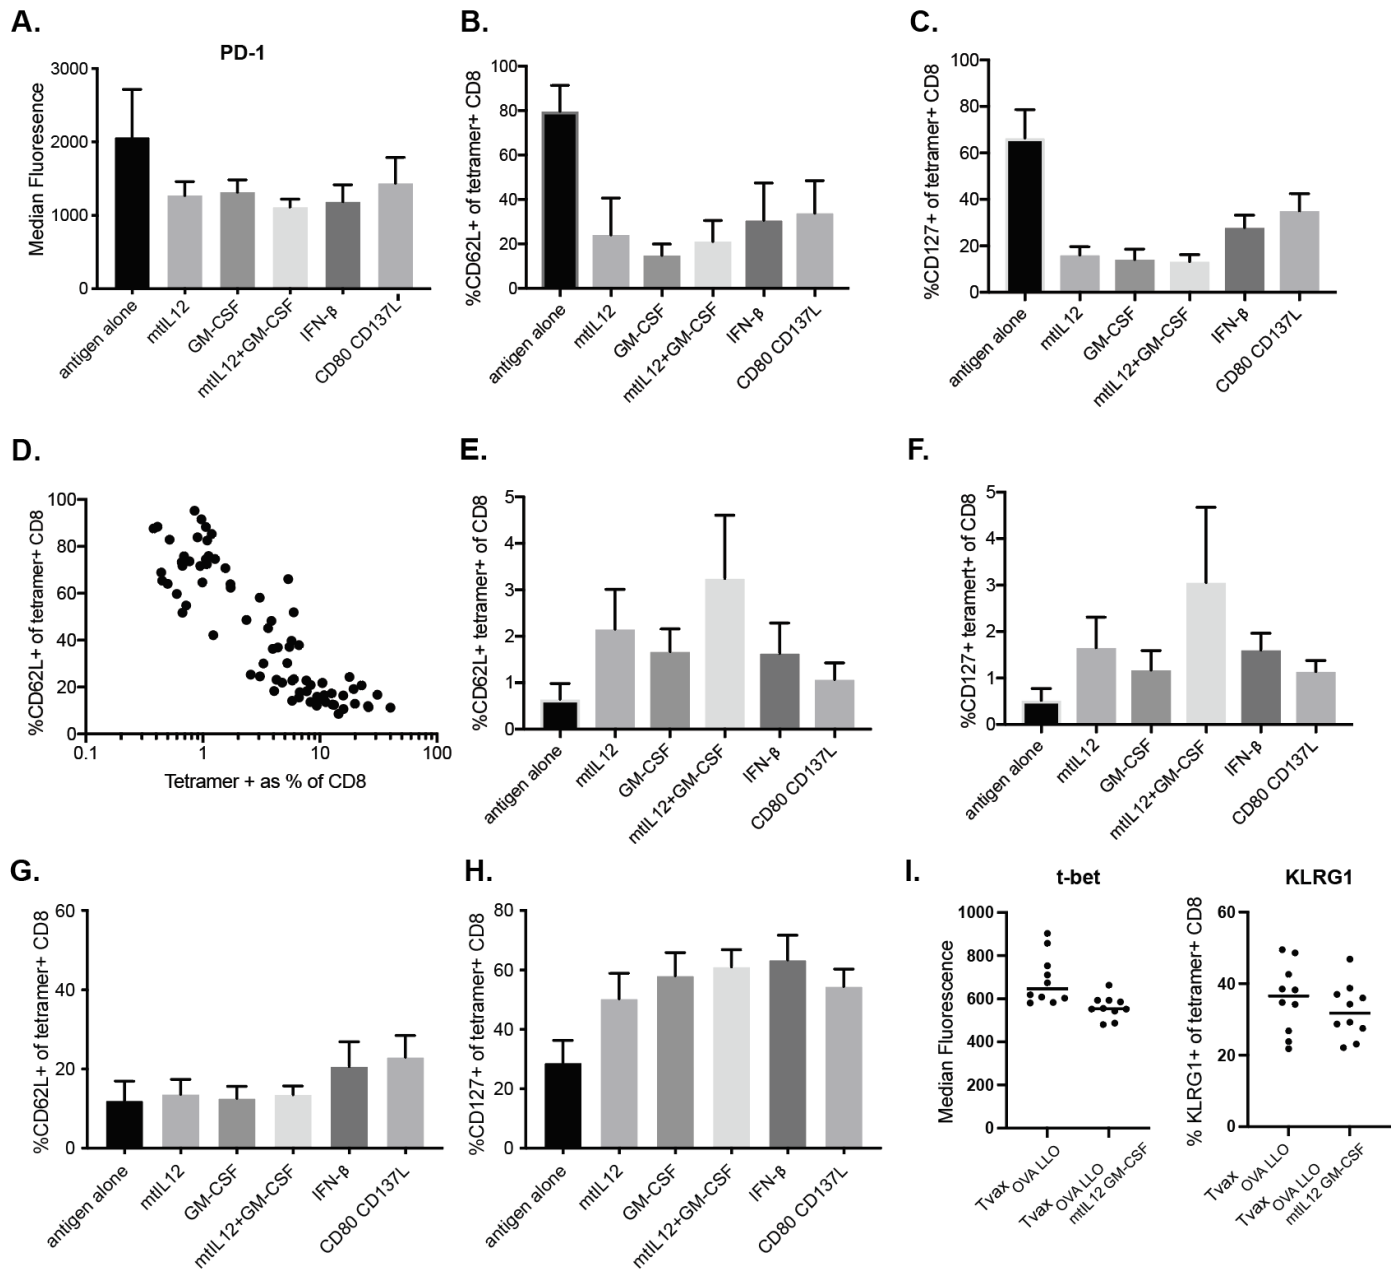 A.
PD-1
Median Fluoresence
3000
2000
1000
0
antigen alone
mtIL12
GM-CSF
mtIL12+GM-CSF
IFN-β
CD80 CD137L
B.
%CD62L+ of tetramer+ CD8
100
80
60
40
20
0
antigen alone
mtIL12
GM-CSF
mtIL12+GM-CSF
IFN-β
CD80 CD137L
C.
%CD127+ of tetramer+ CD8
100
80
60
40
20
0
antigen alone
mtIL12
GM-CSF
mtIL12+GM-CSF
IFN-β
CD80 CD137L
D.
%CD62L+ of tetramer+ CD8
100
80
60
40
20
0
0.1
1
10
100
Tetramer + as % of CD8
E.
%CD62L+ tetramer+ of CD8
5
4
3
2
1
0
antigen alone
mtIL12
GM-CSF
mtIL12+GM-CSF
IFN-β
CD80 CD137L
F.
%CD127+ teramert+ of CD8
5
4
3
2
1
0
antigen alone
mtIL12
GM-CSF
mtIL12+GM-CSF
IFN-β
CD80 CD137L
G.
%CD62L+ of tetramer+ CD8
60
40
20
0
antigen alone
mtIL12
GM-CSF
mtIL12+GM-CSF
IFN-β
CD80 CD137L
H.
%CD127+ of tetramer+ CD8
80
60
40
20
0
antigen alone
mtIL12
GM-CSF
mtIL12+GM-CSF
IFN-β
CD80 CD137L
I.
t-bet
Median Fluorescence
1000
800
600
400
200
0
Tvax OVA LLO
Tvax OVA LLO
mtIL12 GM-CSF
KLRG1
% KLRG1+ of tetramer+ CD8
60
40
20
0
Tvax OVA LLO
Tvax OVA LLO
mtIL12 GM-CSF